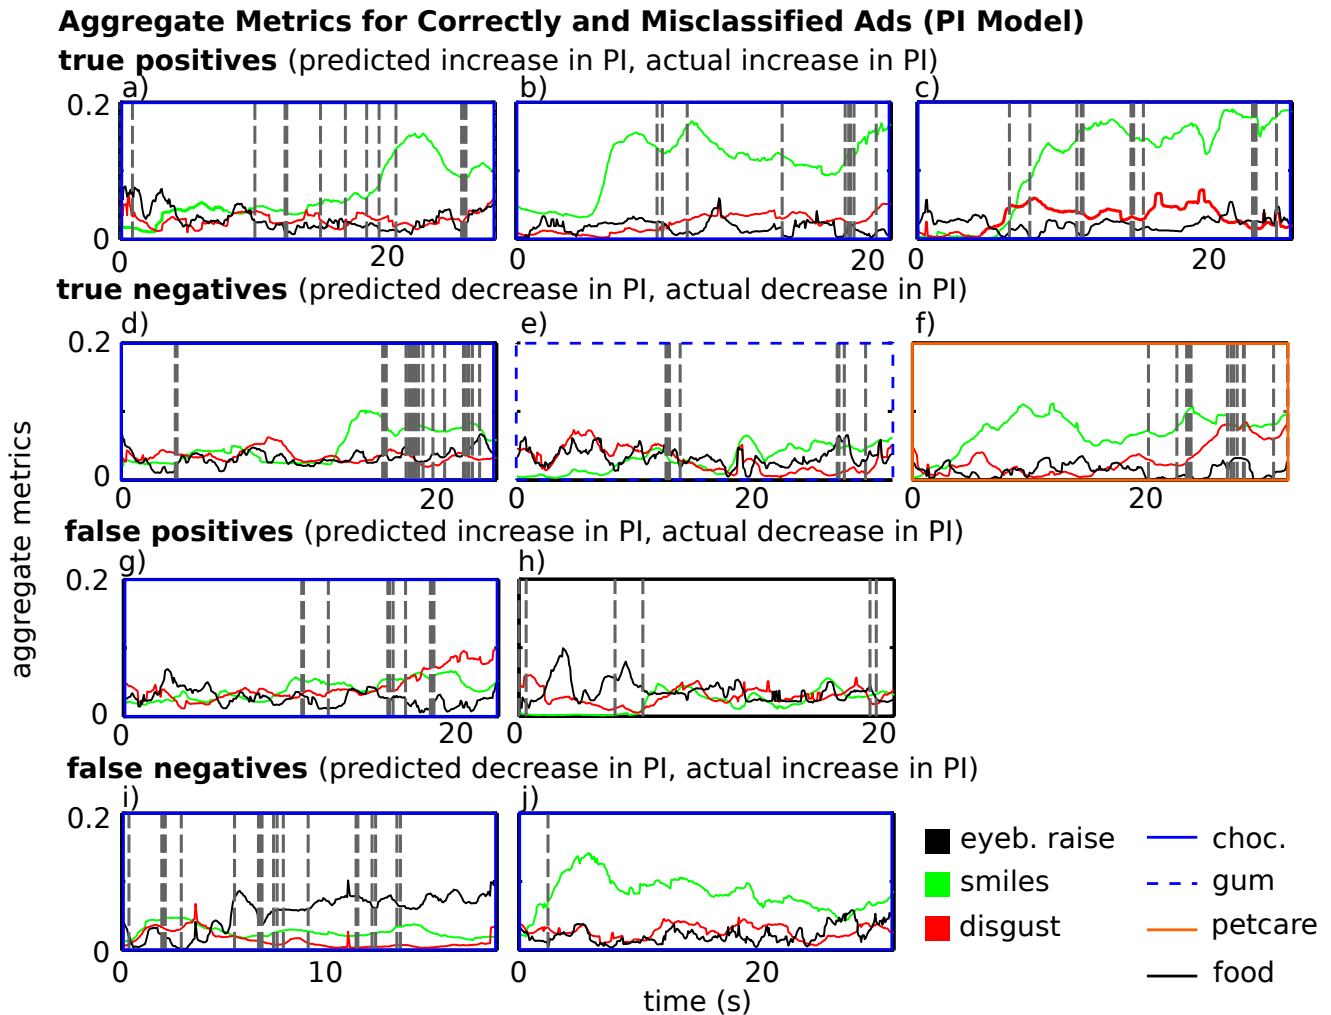 Aggregate Metrics for Correctly and Misclassified Ads (PI Model)
true positives (predicted increase in PI, actual increase in PI)
a) b) c)
0.2
0
0 20 0 20 0 20
true negatives (predicted decrease in PI, actual decrease in PI)
d) e) f)
0.2
0
0 20 0 20 0 20
aggregate metrics
false positives (predicted increase in PI, actual decrease in PI)
g) h)
0.2
0
0 20 0 20
false negatives (predicted decrease in PI, actual increase in PI)
i) j)
0.2
0
0 10 0 20
time (s)
eyeb. raise
smiles
disgust
choc.
gum
petcare
food